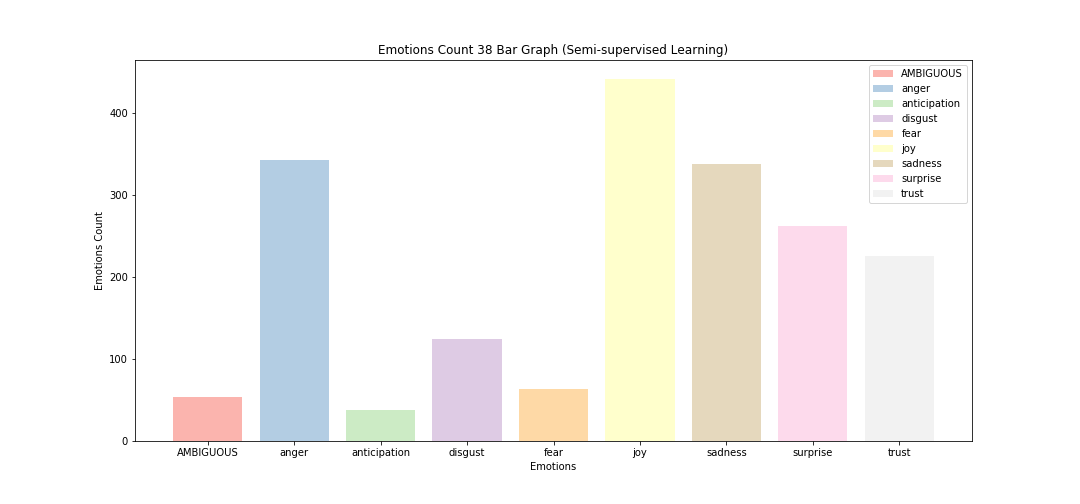 Emotions Count 38 Bar Graph (Semi-supervised Learning)
AMBIGUOUS
anger
anticipation
disgust
fear
joy
sadness
surprise
trust
Emotions Count
400
300
200
100
0
AMBIGUOUS anger anticipation disgust fear joy sadness surprise trust
Emotions